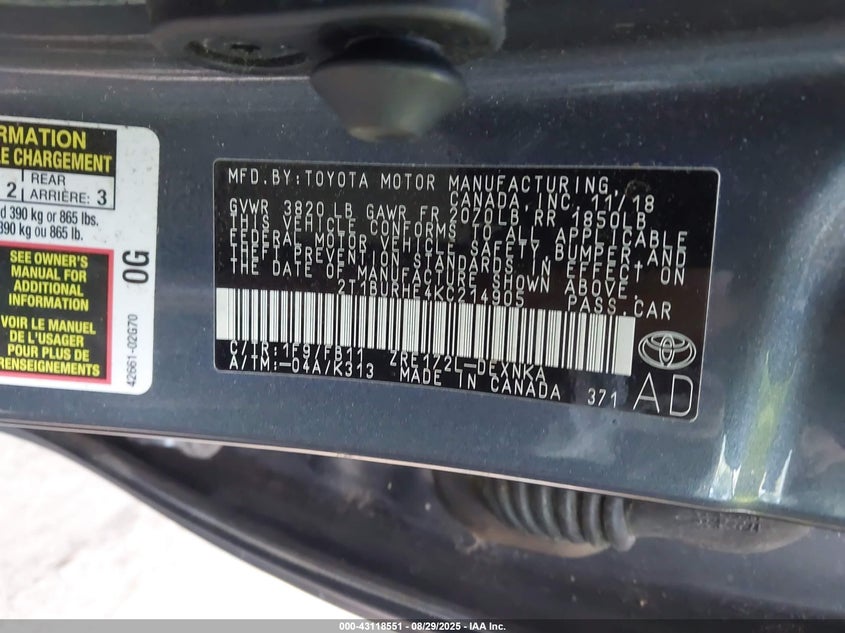 RMATION
LE CHARGEMENT
2 REAR
ARRIÈRE: 3
d 390 kg or 865 lbs.
390 kg ou 865 lb.
SEE OWNER'S
MANUAL FOR
ADDITIONAL
INFORMATION
VOIR LE MANUEL
DE L'USAGER
POUR PLUS DE
RENSEIGNEMENTS
0G
42661-02G70
MFD.BY:TOYOTA MOTOR MANUFACTURING,
CANADA, INC. 11/18
GVWR 3820 LB GAWR FR 2070LB,RR 1850LB
THIS VEHICLE CONFORMS TO ALL APPLICABLE
FEDERAL MOTOR VEHICLE SAFETY, BUMPER, AND
THEFT PREVENTION STANDARDS IN EFFECT ON
THE DATE OF MANUFACTURE SHOWN ABOVE.
2T1BURHE4KC214905 PASS.CAR
C/TR:1F9/FB11 ZRE172L-DEXNKA
A/TM:-04A/K313 MADE IN CANADA 371
AD
000-43118551 - 08/29/2025 - IAA Inc.